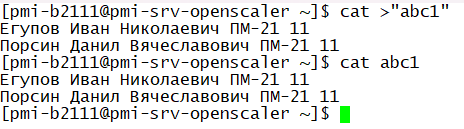 [pmi-b2111@pmi-srv-openscaler ~]$ cat >"abc1"
Егупов Иван Николаевич ПМ-21 11
Порсин Данил Вячеславович ПМ-21 11
[pmi-b2111@pmi-srv-openscaler ~]$ cat abc1
Егупов Иван Николаевич ПМ-21 11
Порсин Данил Вячеславович ПМ-21 11
[pmi-b2111@pmi-srv-openscaler ~]$